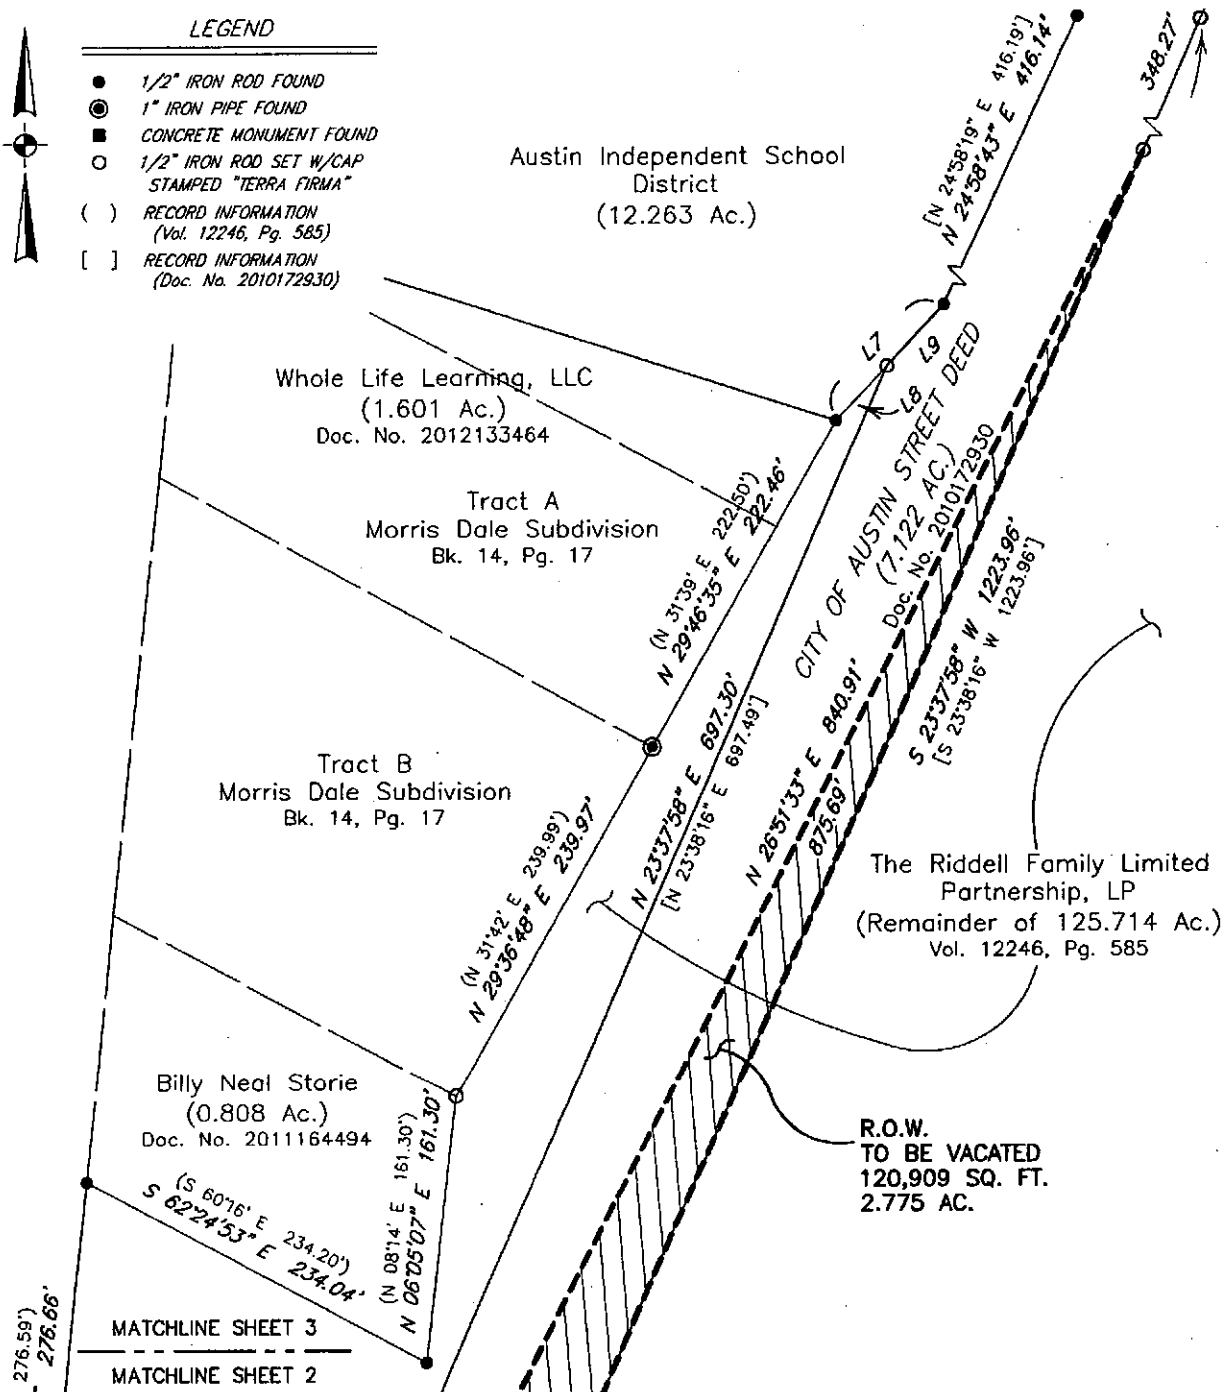 LEGEND
1/2" IRON ROD FOUND
1" IRON PIPE FOUND
CONCRETE MONUMENT FOUND
1/2" IRON ROD SET W/CAP
STAMPED "TERRA FIRMA"
( ) RECORD INFORMATION
(Vol. 12246, Pg. 585)
[ ] RECORD INFORMATION
(Doc. No. 2010172930)
Austin Independent School
District
(12.263 Ac.)
[N 24°58'19" E 416.19']
N 24°58'43" E 416.14'
348.27'
L7
L9
L8
Whole Life Learning, LLC
(1.601 Ac.)
Doc. No. 2012133464
Tract A
Morris Dale Subdivision
Bk. 14, Pg. 17
(N 31°39' E 222.50')
N 29°46'35" E 222.46'
CITY OF AUSTIN STREET DEED
(7.122 AC.)
Doc. No. 2010172930
S 23°37'58" W 1223.96'
[S 23°38'16" W 1223.96']
N 23°37'58" E 697.30'
[N 23°38'16" E 697.49']
N 26°51'33" E 840.91'
875.69'
Tract B
Morris Dale Subdivision
Bk. 14, Pg. 17
(N 31°42' E 239.99')
N 29°36'48" E 239.97'
The Riddell Family Limited
Partnership, LP
(Remainder of 125.714 Ac.)
Vol. 12246, Pg. 585
Billy Neal Storie
(0.808 Ac.)
Doc. No. 2011164494
R.O.W.
TO BE VACATED
120,909 SQ. FT.
2.775 AC.
(S 60°16' E 234.20')
S 62°24'53" E 234.04'
(N 08°14' E 161.30')
N 06°05'07" E 161.30'
276.59')
276.66'
MATCHLINE SHEET 3
MATCHLINE SHEET 2